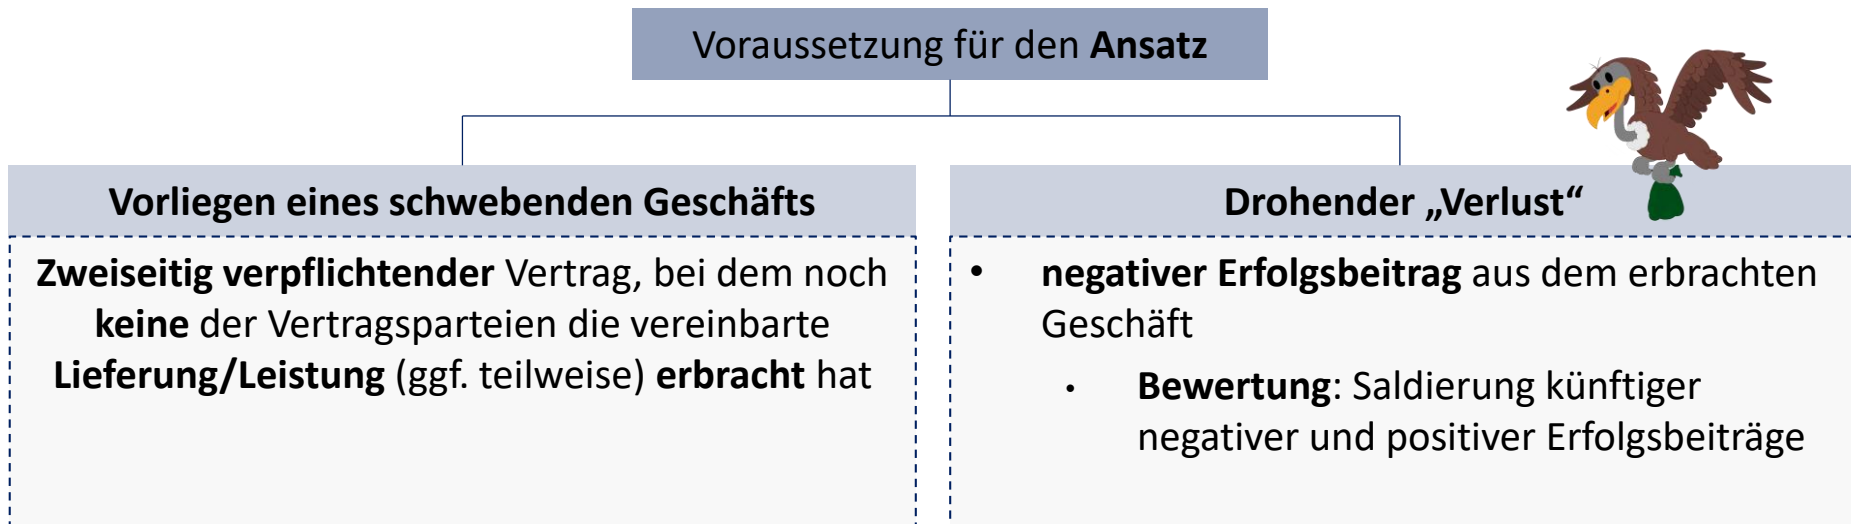 Voraussetzung für den Ansatz
Vorliegen eines schwebenden Geschäfts
Zweiseitig verpflichtender Vertrag, bei dem noch
keine der Vertragsparteien die vereinbarte
Lieferung/Leistung (ggf. teilweise) erbracht hat
Drohender „Verlust“
• negativer Erfolgsbeitrag aus dem erbrachten
Geschäft
• Bewertung: Saldierung künftiger
negativer und positiver Erfolgsbeiträge